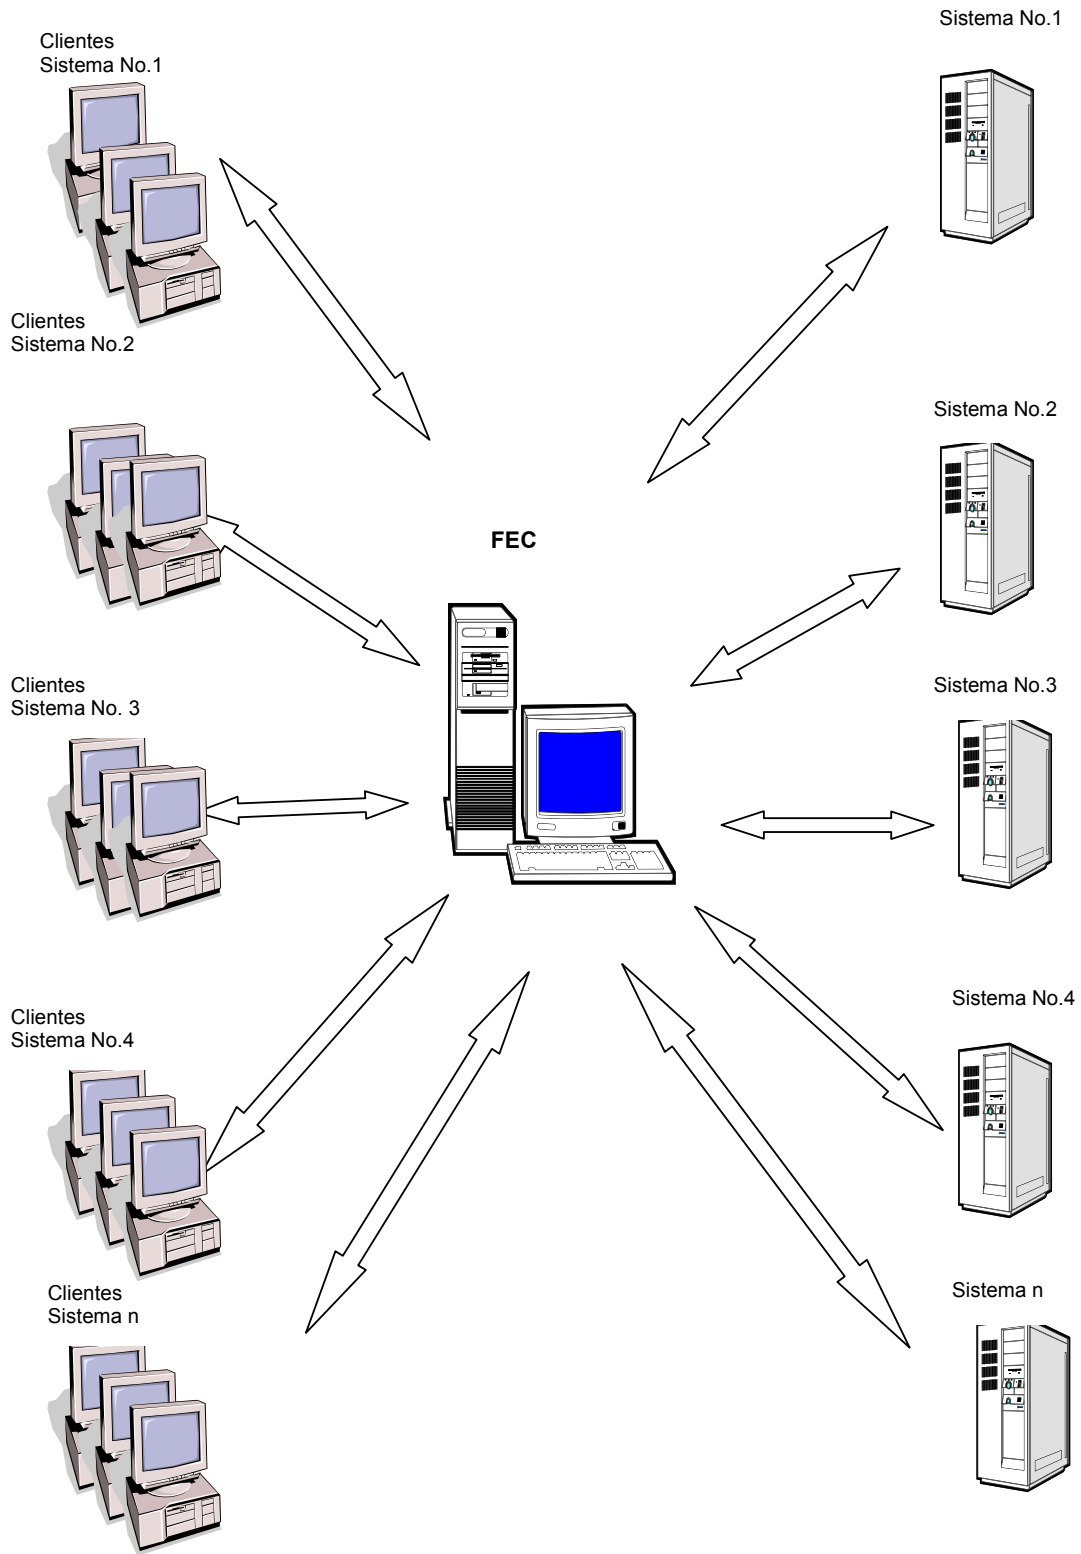 Sistema No.1
Clientes
Sistema No.1
Clientes
Sistema No.2
Sistema No.2
FEC
Clientes
Sistema No. 3
Sistema No.3
Clientes
Sistema No.4
Sistema No.4
Clientes
Sistema n
Sistema n